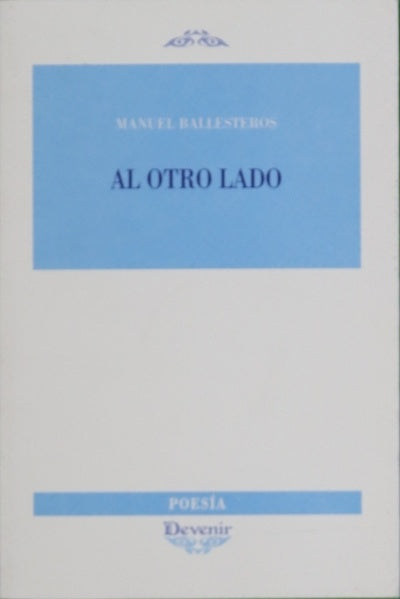 MANUEL BALLESTEROS
AL OTRO LADO
POESÍA
Devenir